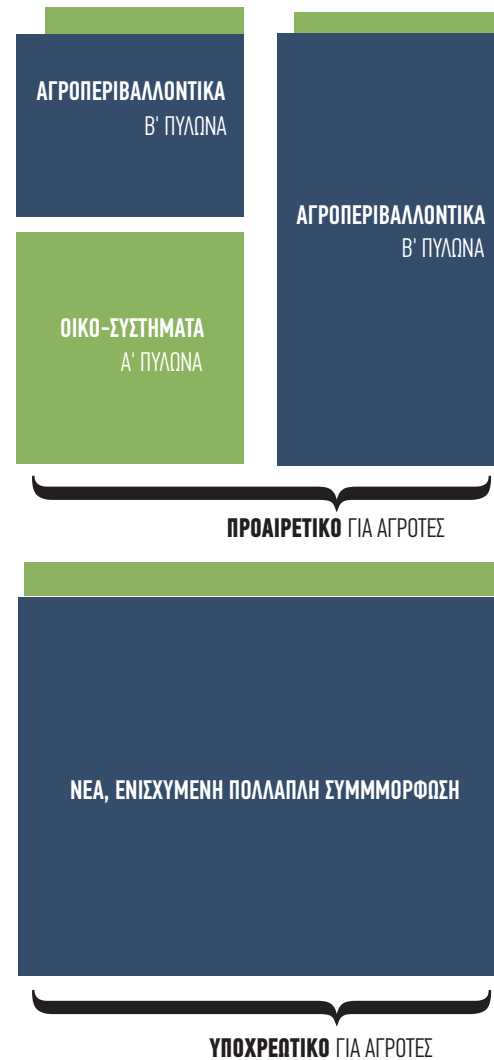 ΑΓΡΟΠΕΡΙΒΑΛΛΟΝΤΙΚΑ
Β' ΠΥΛΩΝΑ
ΟΙΚΟ-ΣΥΣΤΗΜΑΤΑ
Α' ΠΥΛΩΝΑ
ΑΓΡΟΠΕΡΙΒΑΛΛΟΝΤΙΚΑ
Β' ΠΥΛΩΝΑ
ΠΡΟΑΙΡΕΤΙΚΟ ΓΙΑ ΑΓΡΟΤΕΣ
ΝΕΑ, ΕΝΙΣΧΥΜΕΝΗ ΠΟΛΛΑΠΛΗ ΣΥΜΜΜΟΡΦΩΣΗ
ΥΠΟΧΡΕΩΤΙΚΟ ΓΙΑ ΑΓΡΟΤΕΣ